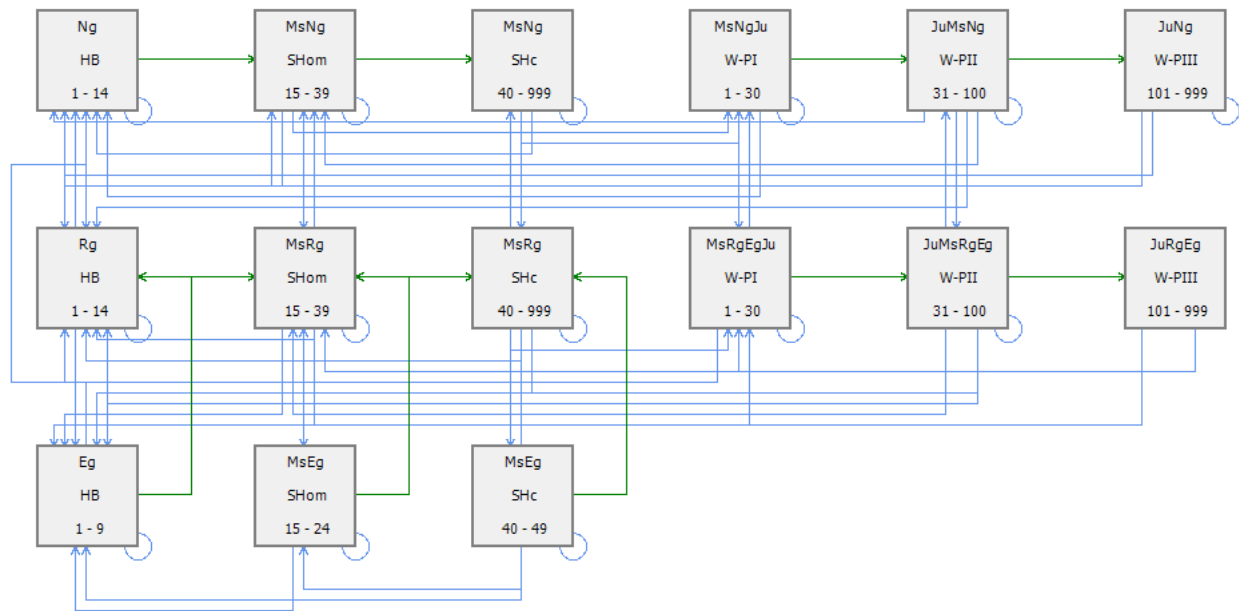 Ng
HB
1 - 14
MsNg
SHom
15 - 39
MsNg
SHc
40 - 999
MsNgJu
W-PI
1 - 30
JuMsNg
W-PII
31 - 100
JuNg
W-PIII
101 - 999
Rg
HB
1 - 14
MsRg
SHom
15 - 39
MsRg
SHc
40 - 999
MsRgEgJu
W-PI
1 - 30
JuMsRgEg
W-PII
31 - 100
JuRgEg
W-PIII
101 - 999
Eg
HB
1 - 9
MsEg
SHom
15 - 24
MsEg
SHc
40 - 49